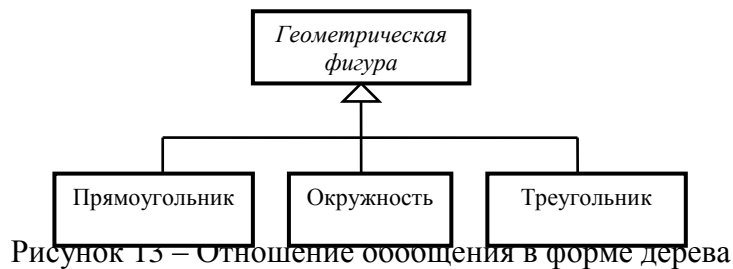 Геометрическая
фигура
Прямоугольник
Окружность
Треугольник
Рисунок 13 – Отношение обобщения в форме дерева